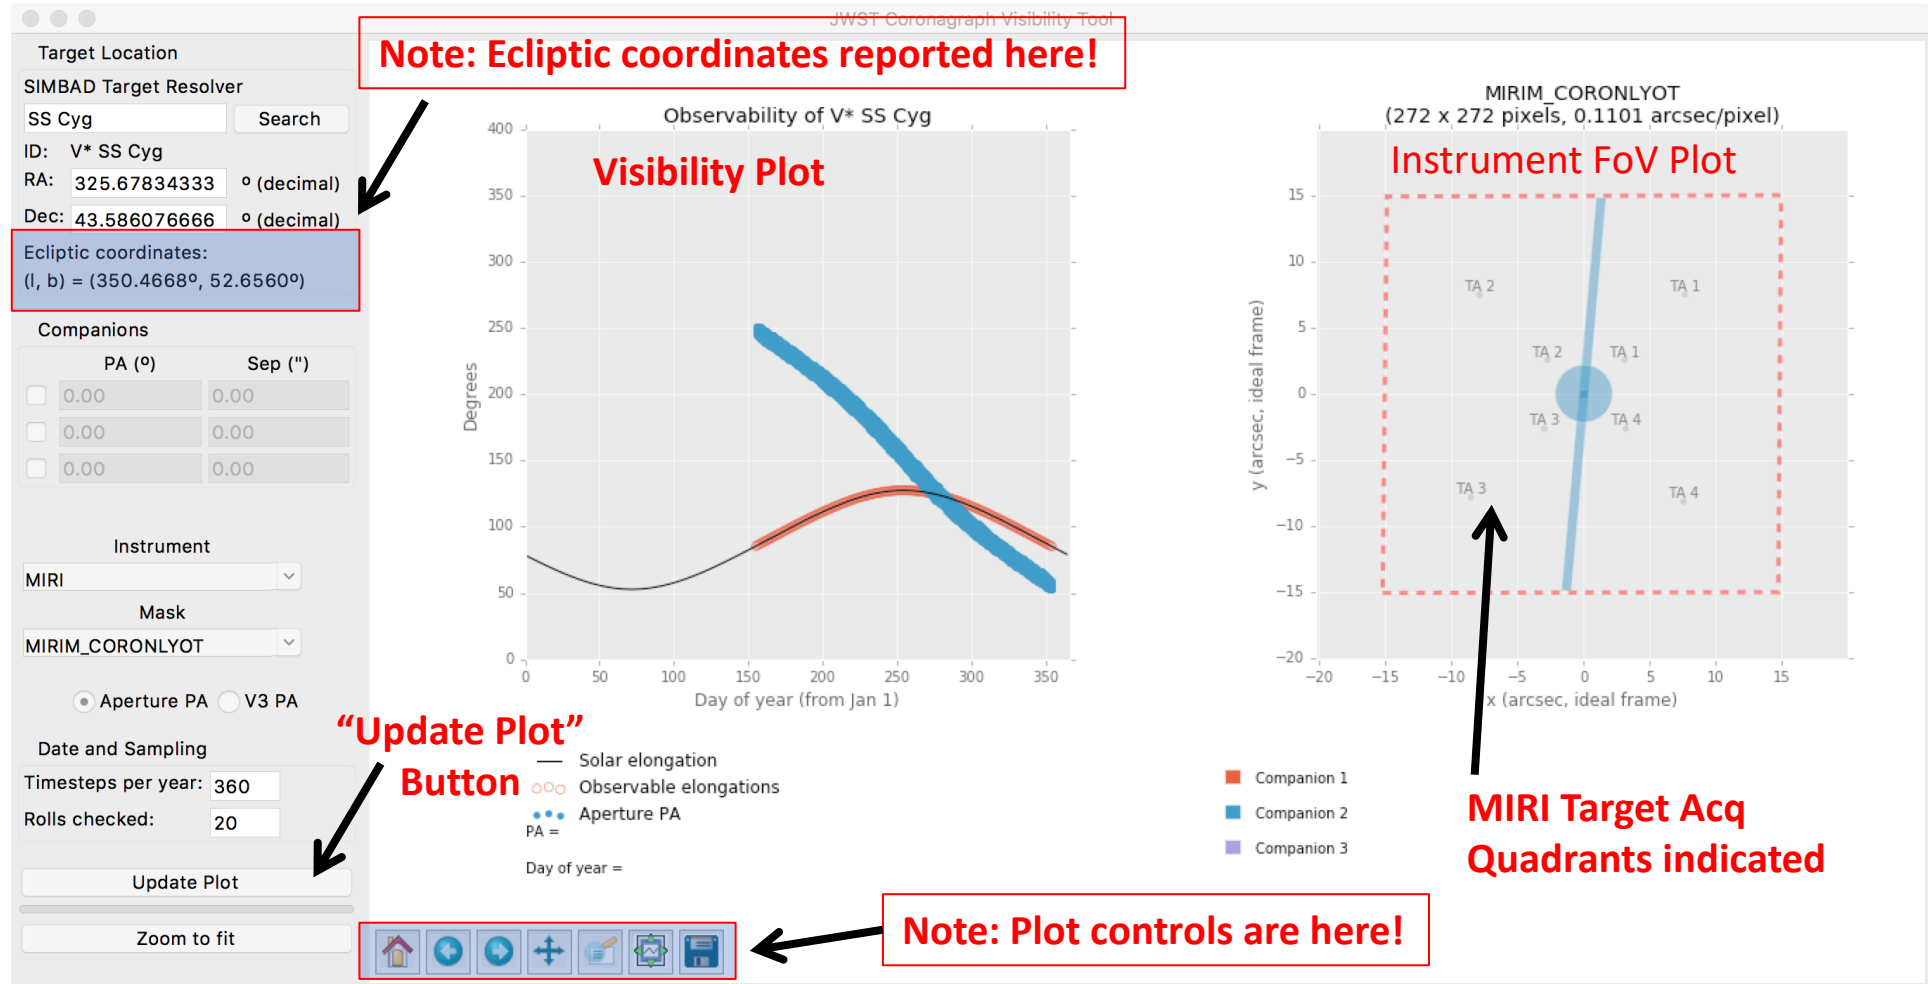 JWST Coronagraph Visibility Tool
Note: Ecliptic coordinates reported here!
Target Location
SIMBAD Target Resolver
SS Cyg
Search
ID: V* SS Cyg
RA: 325.67834333 º (decimal)
Dec: 43.586076666 º (decimal)
Ecliptic coordinates:
(l, b) = (350.4668º, 52.6560º)
Companions
PA (º) Sep (")
0.00 0.00
0.00 0.00
0.00 0.00
Instrument
MIRI
Mask
MIRIM_CORONLYOT
Aperture PA V3 PA
Date and Sampling
Timesteps per year: 360
Rolls checked: 20
Update Plot
Zoom to fit
"Update Plot"
Button
Observability of V* SS Cyg
Visibility Plot
400
350
300
250
200
150
100
50
0
Degrees
0 50 100 150 200 250 300 350
Day of year (from Jan 1)
Solar elongation
Observable elongations
Aperture PA
PA =
Day of year =
MIRIM_CORONLYOT
(272 x 272 pixels, 0.1101 arcsec/pixel)
Instrument FoV Plot
15
10
5
0
−5
−10
−15
−20
y (arcsec, ideal frame)
TA 2 TA 1
TA 2 TA 1
TA 3 TA 4
TA 3 TA 4
−20 −15 −10 −5 0 5 10 15
x (arcsec, ideal frame)
Companion 1
Companion 2
Companion 3
MIRI Target Acq
Quadrants indicated
Note: Plot controls are here!